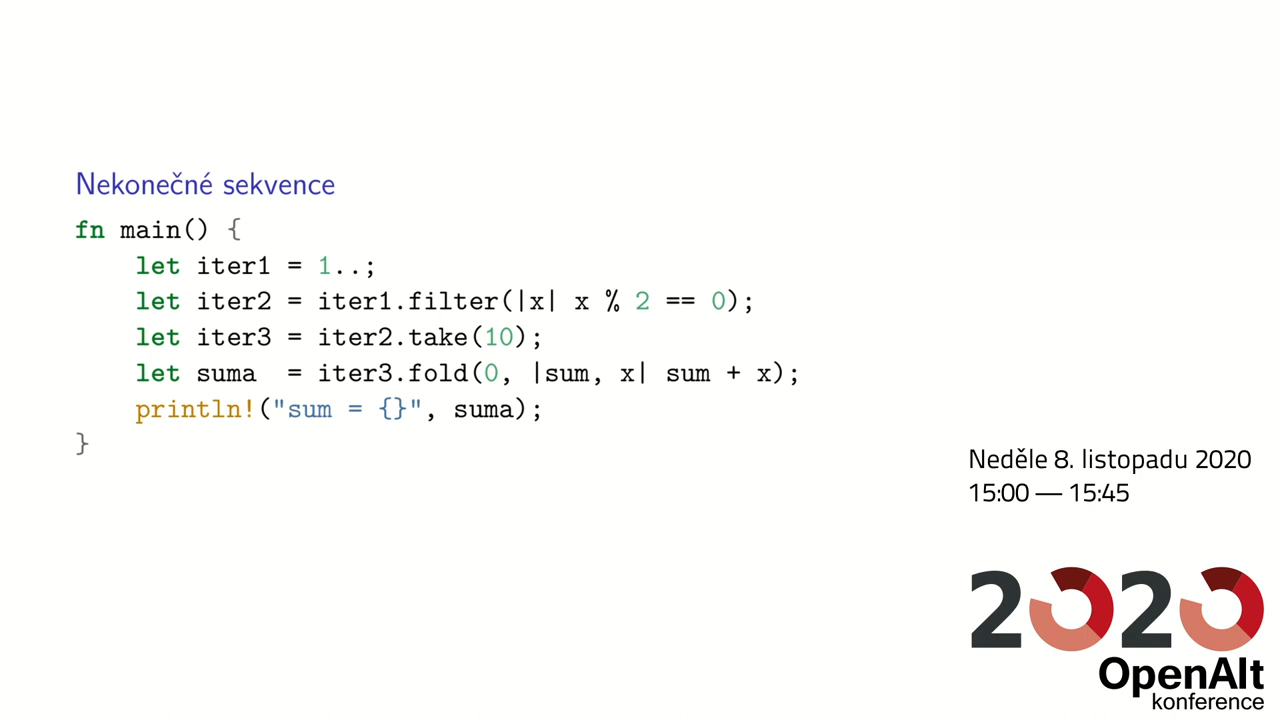 Nekonečné sekvence
fn main() {
    let iter1 = 1..;
    let iter2 = iter1.filter(|x| x % 2 == 0);
    let iter3 = iter2.take(10);
    let suma  = iter3.fold(0, |sum, x| sum + x);
    println!("sum = {}", suma);
}
Neděle 8. listopadu 2020
15:00 — 15:45
2020
OpenAlt
konference